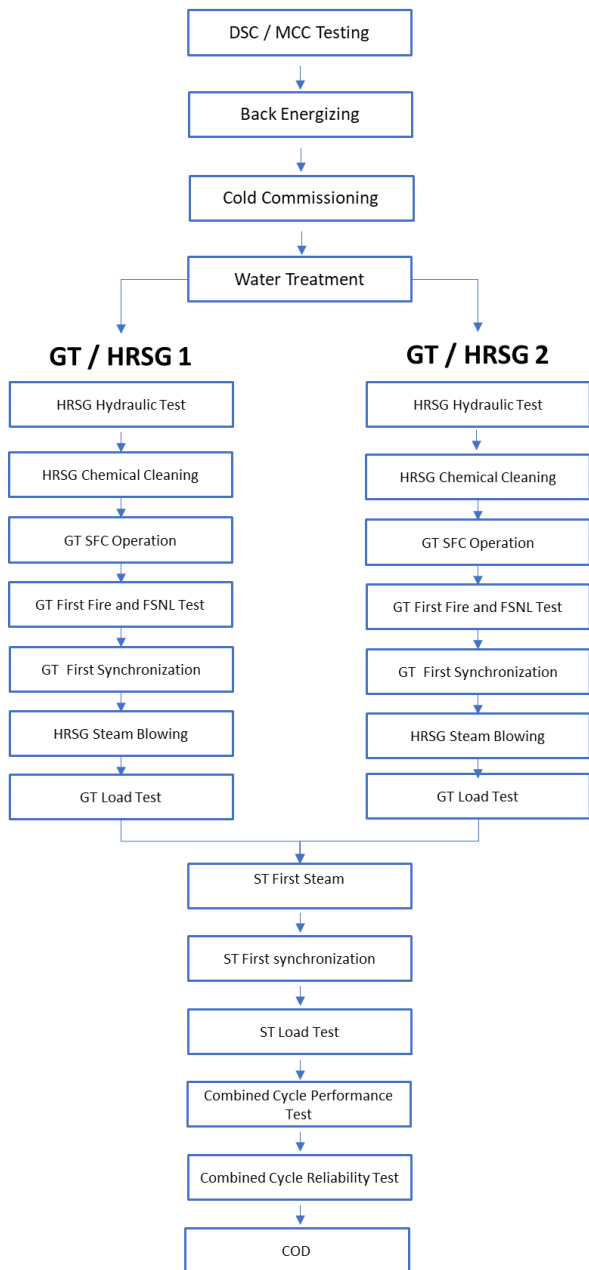 DSC / MCC Testing
Back Energizing
Cold Commissioning
Water Treatment
GT / HRSG 1
HRSG Hydraulic Test
HRSG Chemical Cleaning
GT SFC Operation
GT First Fire and FSNL Test
GT First Synchronization
HRSG Steam Blowing
GT Load Test
GT / HRSG 2
HRSG Hydraulic Test
HRSG Chemical Cleaning
GT SFC Operation
GT First Fire and FSNL Test
GT First Synchronization
HRSG Steam Blowing
GT Load Test
ST First Steam
ST First synchronization
ST Load Test
Combined Cycle Performance
Test
Combined Cycle Reliability Test
COD